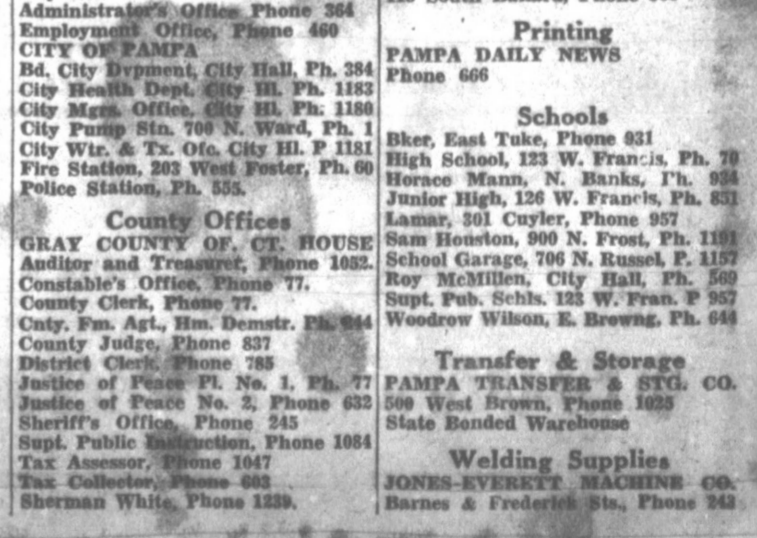 Administrator's Office Phone 364
Employment Office, Phone 460
CITY OF PAMPA
Bd. City Dvpment, City Hall, Ph. 384
City Health Dept. City Hl. Ph. 1183
City Mgrs. Office, City Hl. Ph. 1180
City Pump Stn. 700 N. Ward, Ph. 1
City Wtr. & Tx. Ofc. City Hl. P 1181
Fire Station, 203 West Foster, Ph. 60
Police Station, Ph. 555.
County Offices
GRAY COUNTY OF. CT. HOUSE
Auditor and Treasurer, Phone 1052.
Constable's Office, Phone 77.
County Clerk, Phone 77.
Cnty. Fm. Agt., Hm. Demstr. Ph. 244
County Judge, Phone 837
District Clerk, Phone 785
Justice of Peace Pl. No. 1, Ph. 77
Justice of Peace No. 2, Phone 632
Sheriff's Office, Phone 245
Supt. Public Instruction, Phone 1084
Tax Assessor, Phone 1047
Tax Collector, Phone 603
Sherman White, Phone 1239.
Printing
PAMPA DAILY NEWS
Phone 666
Schools
Bker, East Tuke, Phone 931
High School, 123 W. Francis, Ph. 79
Horace Mann, N. Banks, Ph. 934
Junior High, 126 W. Francis, Ph. 851
Lamar, 301 Cuyler, Phone 957
Sam Houston, 900 N. Frost, Ph. 1191
School Garage, 706 N. Russel, P. 1157
Roy McMillen, City Hall, Ph. 569
Supt. Pub. Schls. 123 W. Fran. P 957
Woodrow Wilson, E. Browng, Ph. 644
Transfer & Storage
PAMPA TRANSFER & STG. CO.
500 West Brown, Phone 1025
State Bonded Warehouse
Welding Supplies
JONES-EVERETT MACHINE CO.
Barnes & Frederick Sts., Phone 243